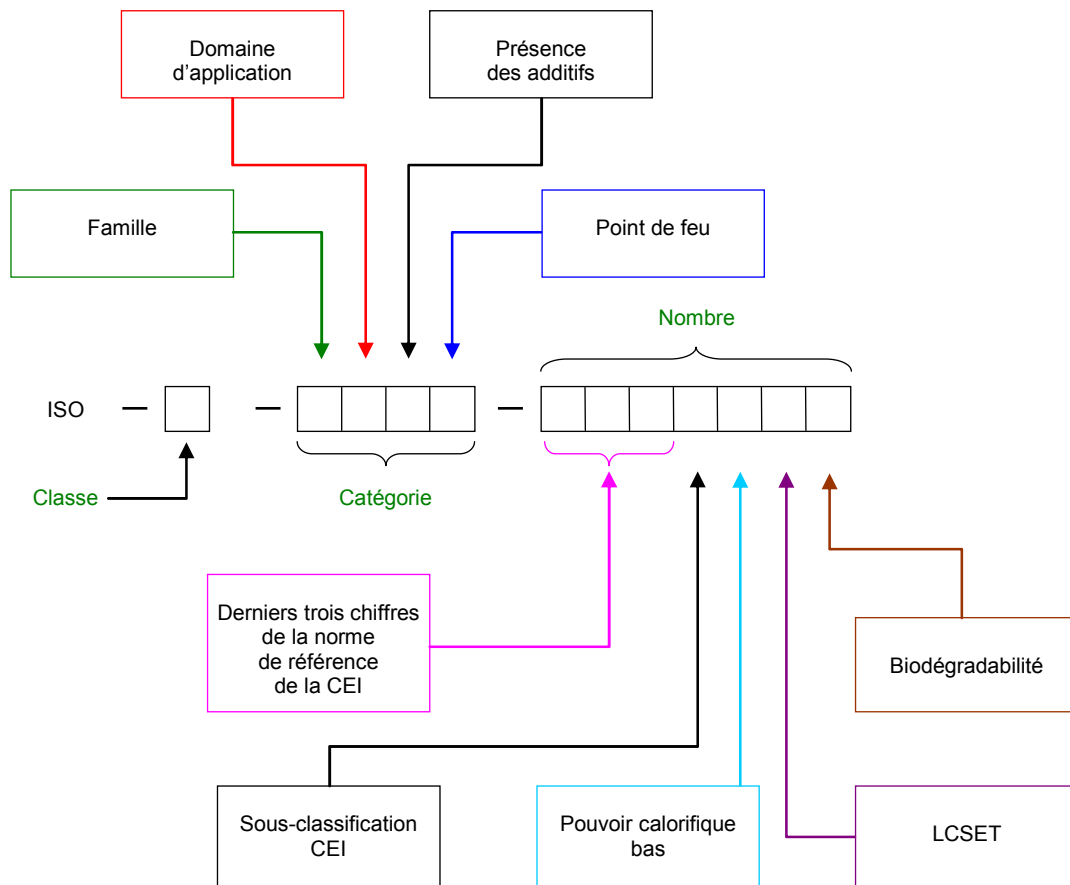 Domaine
d’application
Présence
des additifs
Famille
Point de feu
Nombre
ISO – – –
Classe
Catégorie
Derniers trois chiffres
de la norme
de référence
de la CEI
Biodégradabilité
Sous-classification
CEI
Pouvoir calorifique
bas
LCSET